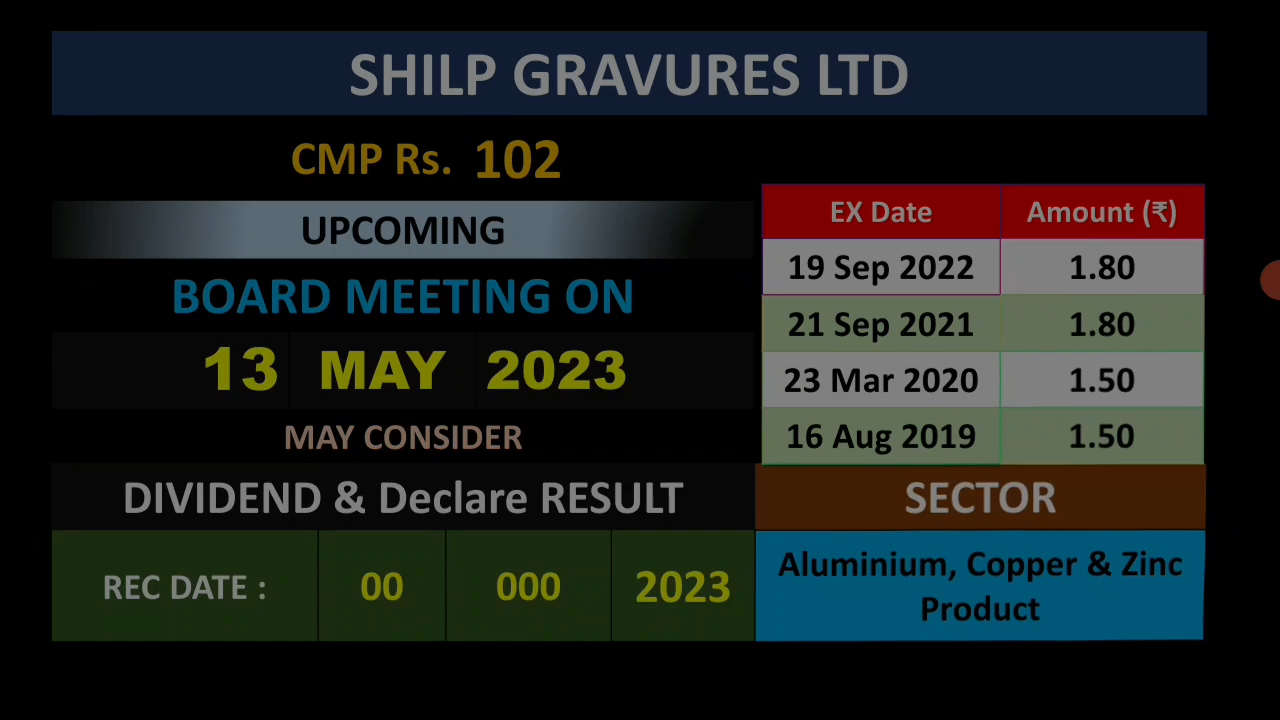 SHILP GRAVURES LTD
CMP Rs. 102
UPCOMING
BOARD MEETING ON
13 MAY 2023
MAY CONSIDER
DIVIDEND & Declare RESULT
REC DATE : 00 000 2023
EX Date Amount (₹)
19 Sep 2022 1.80
21 Sep 2021 1.80
23 Mar 2020 1.50
16 Aug 2019 1.50
SECTOR
Aluminium, Copper & Zinc
Product